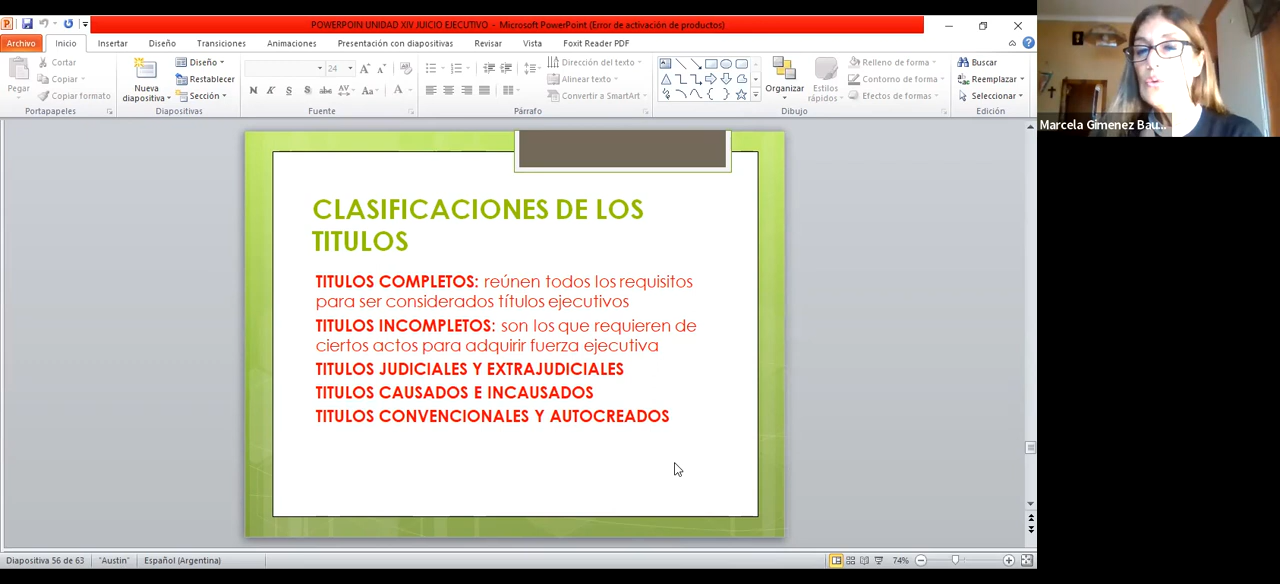 POWERPOIN UNIDAD XIV JUICIO EJECUTIVO - Microsoft PowerPoint (Error de activación de productos)
Archivo Inicio Insertar Diseño Transiciones Animaciones Presentación con diapositivas Revisar Vista Foxit Reader PDF
Pegar
Cortar
Copiar
Copiar formato
Portapapeles
Nueva
diapositiva
Diseño
Restablecer
Sección
Diapositivas
24
N K S S abc AV Aa A
Fuente
Dirección del texto
Alinear texto
Convertir a SmartArt
Párrafo
Organizar
Estilos
rápidos
Relleno de forma
Contorno de forma
Efectos de formas
Dibujo
Buscar
Reemplazar
Seleccionar
Edición
Marcela Gimenez Bau...
CLASIFICACIONES DE LOS
TITULOS
TITULOS COMPLETOS: reúnen todos los requisitos
para ser considerados títulos ejecutivos
TITULOS INCOMPLETOS: son los que requieren de
ciertos actos para adquirir fuerza ejecutiva
TITULOS JUDICIALES Y EXTRAJUDICIALES
TITULOS CAUSADOS E INCAUSADOS
TITULOS CONVENCIONALES Y AUTOCREADOS
Diapositiva 56 de 63 "Austin" Español (Argentina) 74%